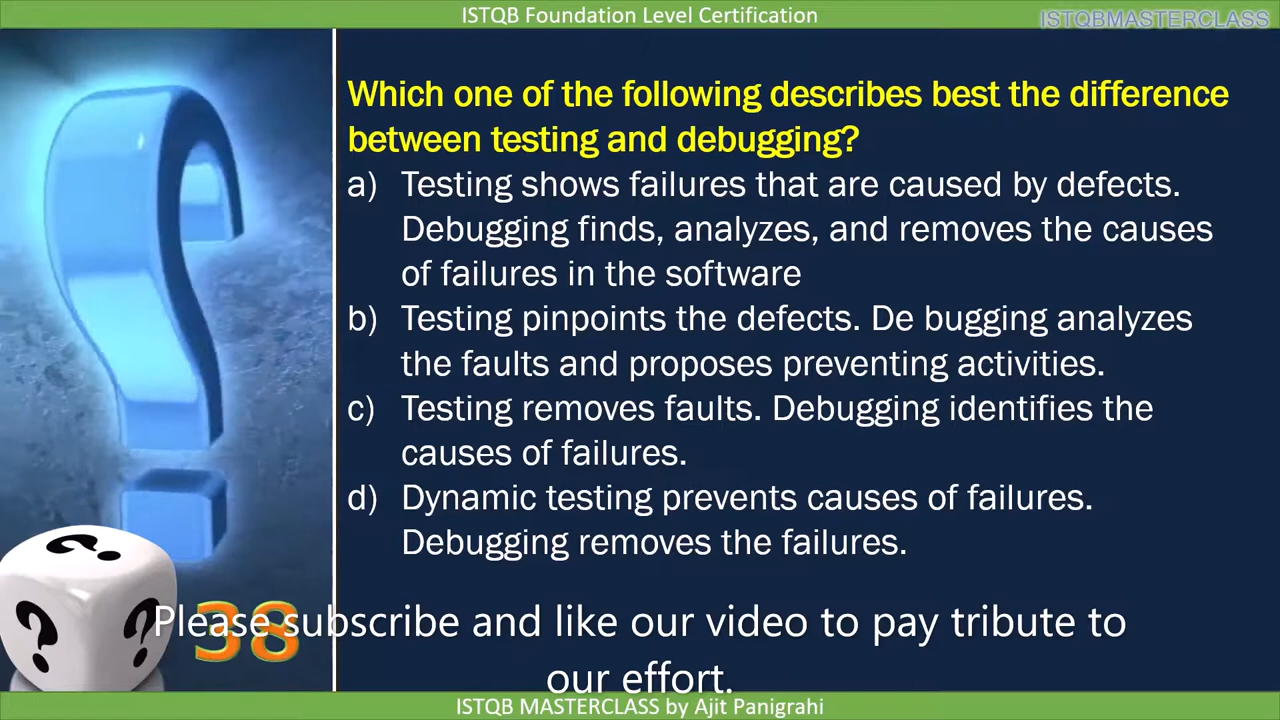 ISTQB Foundation Level Certification
ISTQBMASTERCLASS
Which one of the following describes best the difference
between testing and debugging?
a) Testing shows failures that are caused by defects.
Debugging finds, analyzes, and removes the causes
of failures in the software
b) Testing pinpoints the defects. De bugging analyzes
the faults and proposes preventing activities.
c) Testing removes faults. Debugging identifies the
causes of failures.
d) Dynamic testing prevents causes of failures.
Debugging removes the failures.
38
Please subscribe and like our video to pay tribute to
our effort.
ISTQB MASTERCLASS by Ajit Panigrahi